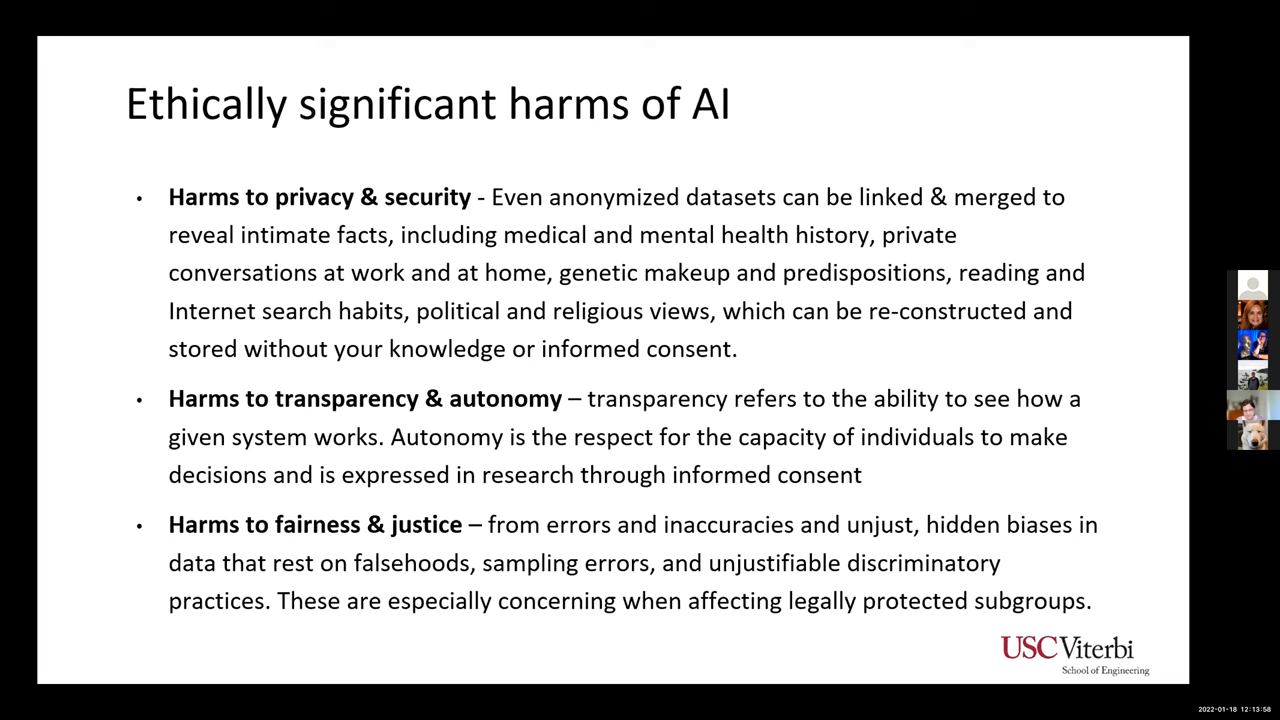 Ethically significant harms of AI
• Harms to privacy & security - Even anonymized datasets can be linked & merged to
reveal intimate facts, including medical and mental health history, private
conversations at work and at home, genetic makeup and predispositions, reading and
Internet search habits, political and religious views, which can be re-constructed and
stored without your knowledge or informed consent.
• Harms to transparency & autonomy – transparency refers to the ability to see how a
given system works. Autonomy is the respect for the capacity of individuals to make
decisions and is expressed in research through informed consent
• Harms to fairness & justice – from errors and inaccuracies and unjust, hidden biases in
data that rest on falsehoods, sampling errors, and unjustifiable discriminatory
practices. These are especially concerning when affecting legally protected subgroups.
USC Viterbi
School of Engineering
2022-01-18 12:13:58